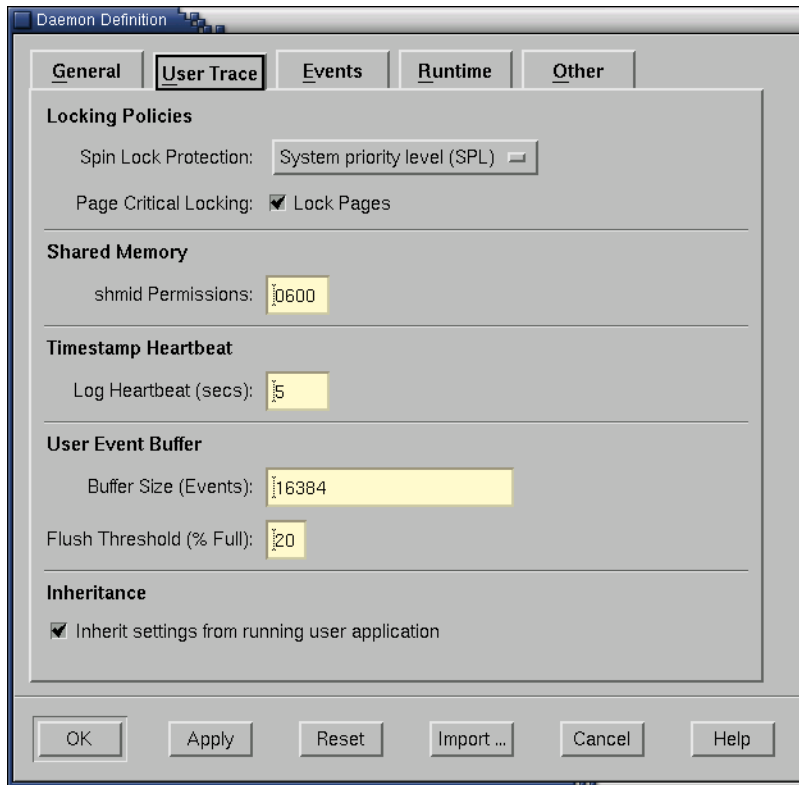 Daemon Definition
General User Trace Events Runtime Other
Locking Policies
Spin Lock Protection: System priority level (SPL)
Page Critical Locking: Lock Pages
Shared Memory
shmid Permissions: 0600
Timestamp Heartbeat
Log Heartbeat (secs): 5
User Event Buffer
Buffer Size (Events): 16384
Flush Threshold (% Full): 20
Inheritance
Inherit settings from running user application
OK Apply Reset Import ... Cancel Help